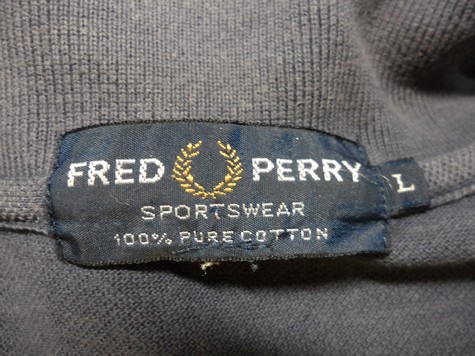 FRED PERRY
L
SPORTSWEAR
100% PURE COTTON